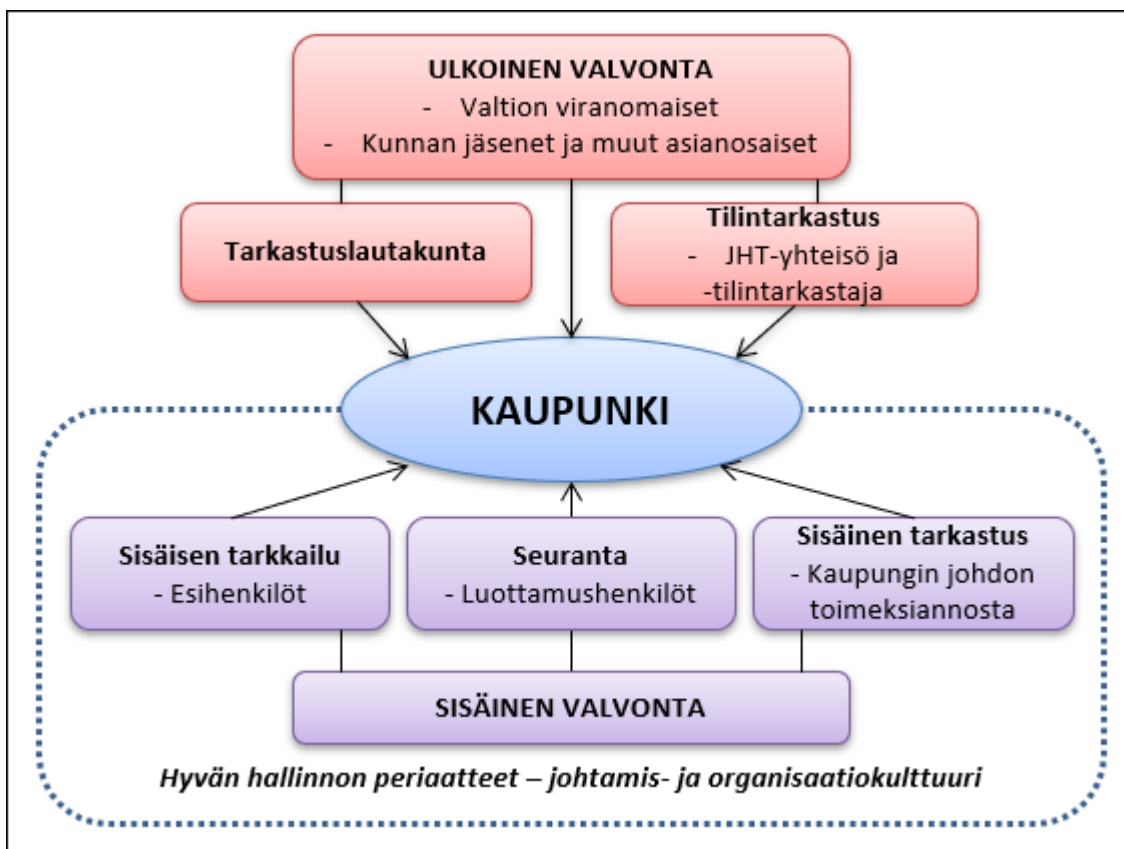 ULKOINEN VALVONTA
- Valtion viranomaiset
- Kunnan jäsenet ja muut asianosaiset
Tarkastuslautakunta
Tilintarkastus
- JHT-yhteisö ja
-tilintarkastaja
KAUPUNKI
Sisäisen tarkkailu
- Esihenkilöt
Seuranta
- Luottamushenkilöt
Sisäinen tarkastus
- Kaupungin johdon
toimeksiannosta
SISÄINEN VALVONTA
Hyvän hallinnon periaatteet – johtamis- ja organisaatiokulttuuri